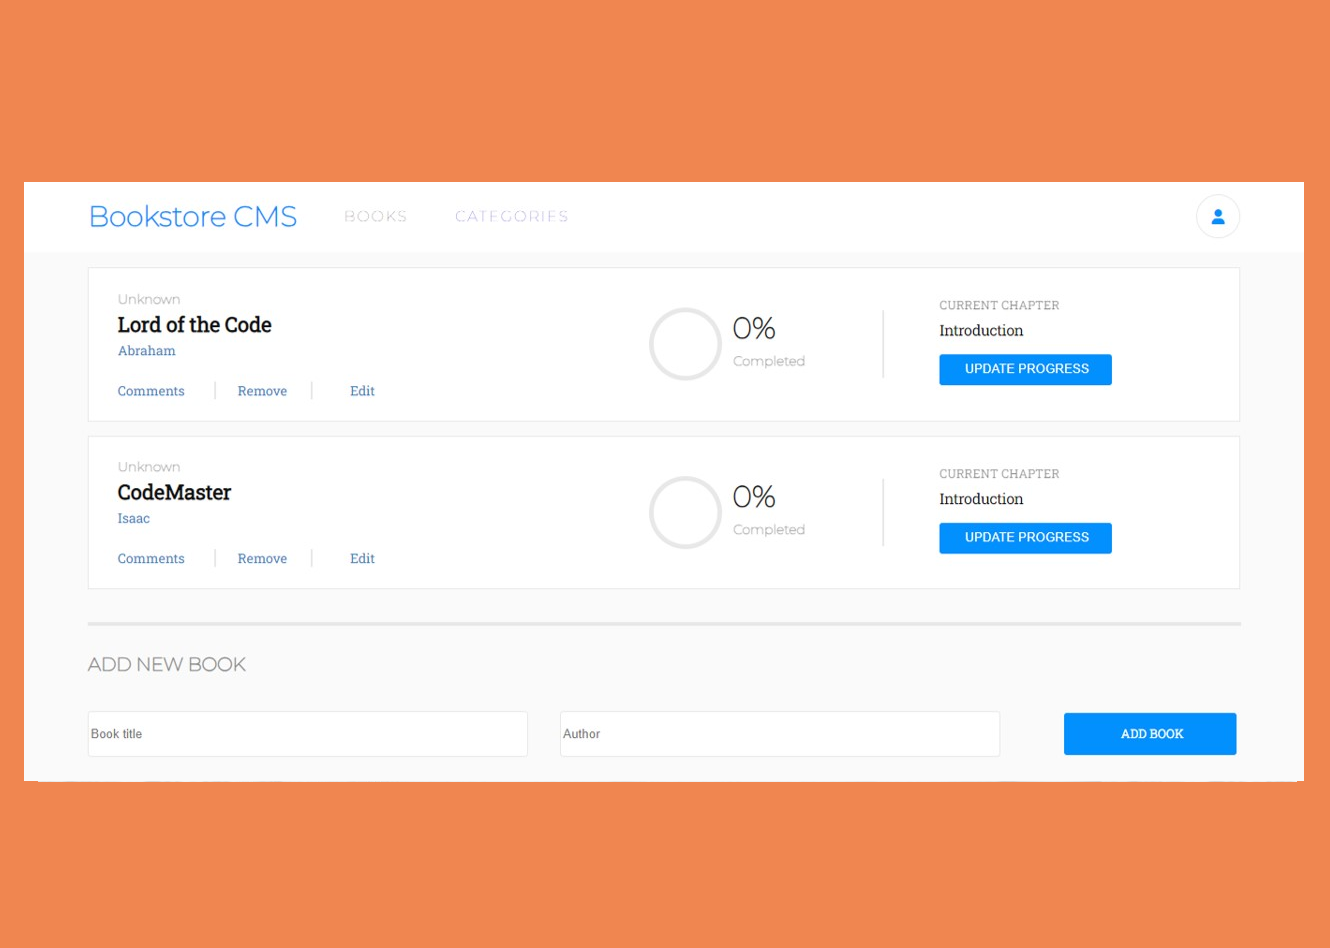 Bookstore CMS BOOKS CATEGORIES
Unknown
Lord of the Code
Abraham
Comments Remove Edit
0%
Completed
CURRENT CHAPTER
Introduction
UPDATE PROGRESS
Unknown
CodeMaster
Isaac
Comments Remove Edit
0%
Completed
CURRENT CHAPTER
Introduction
UPDATE PROGRESS
ADD NEW BOOK
Book title Author ADD BOOK